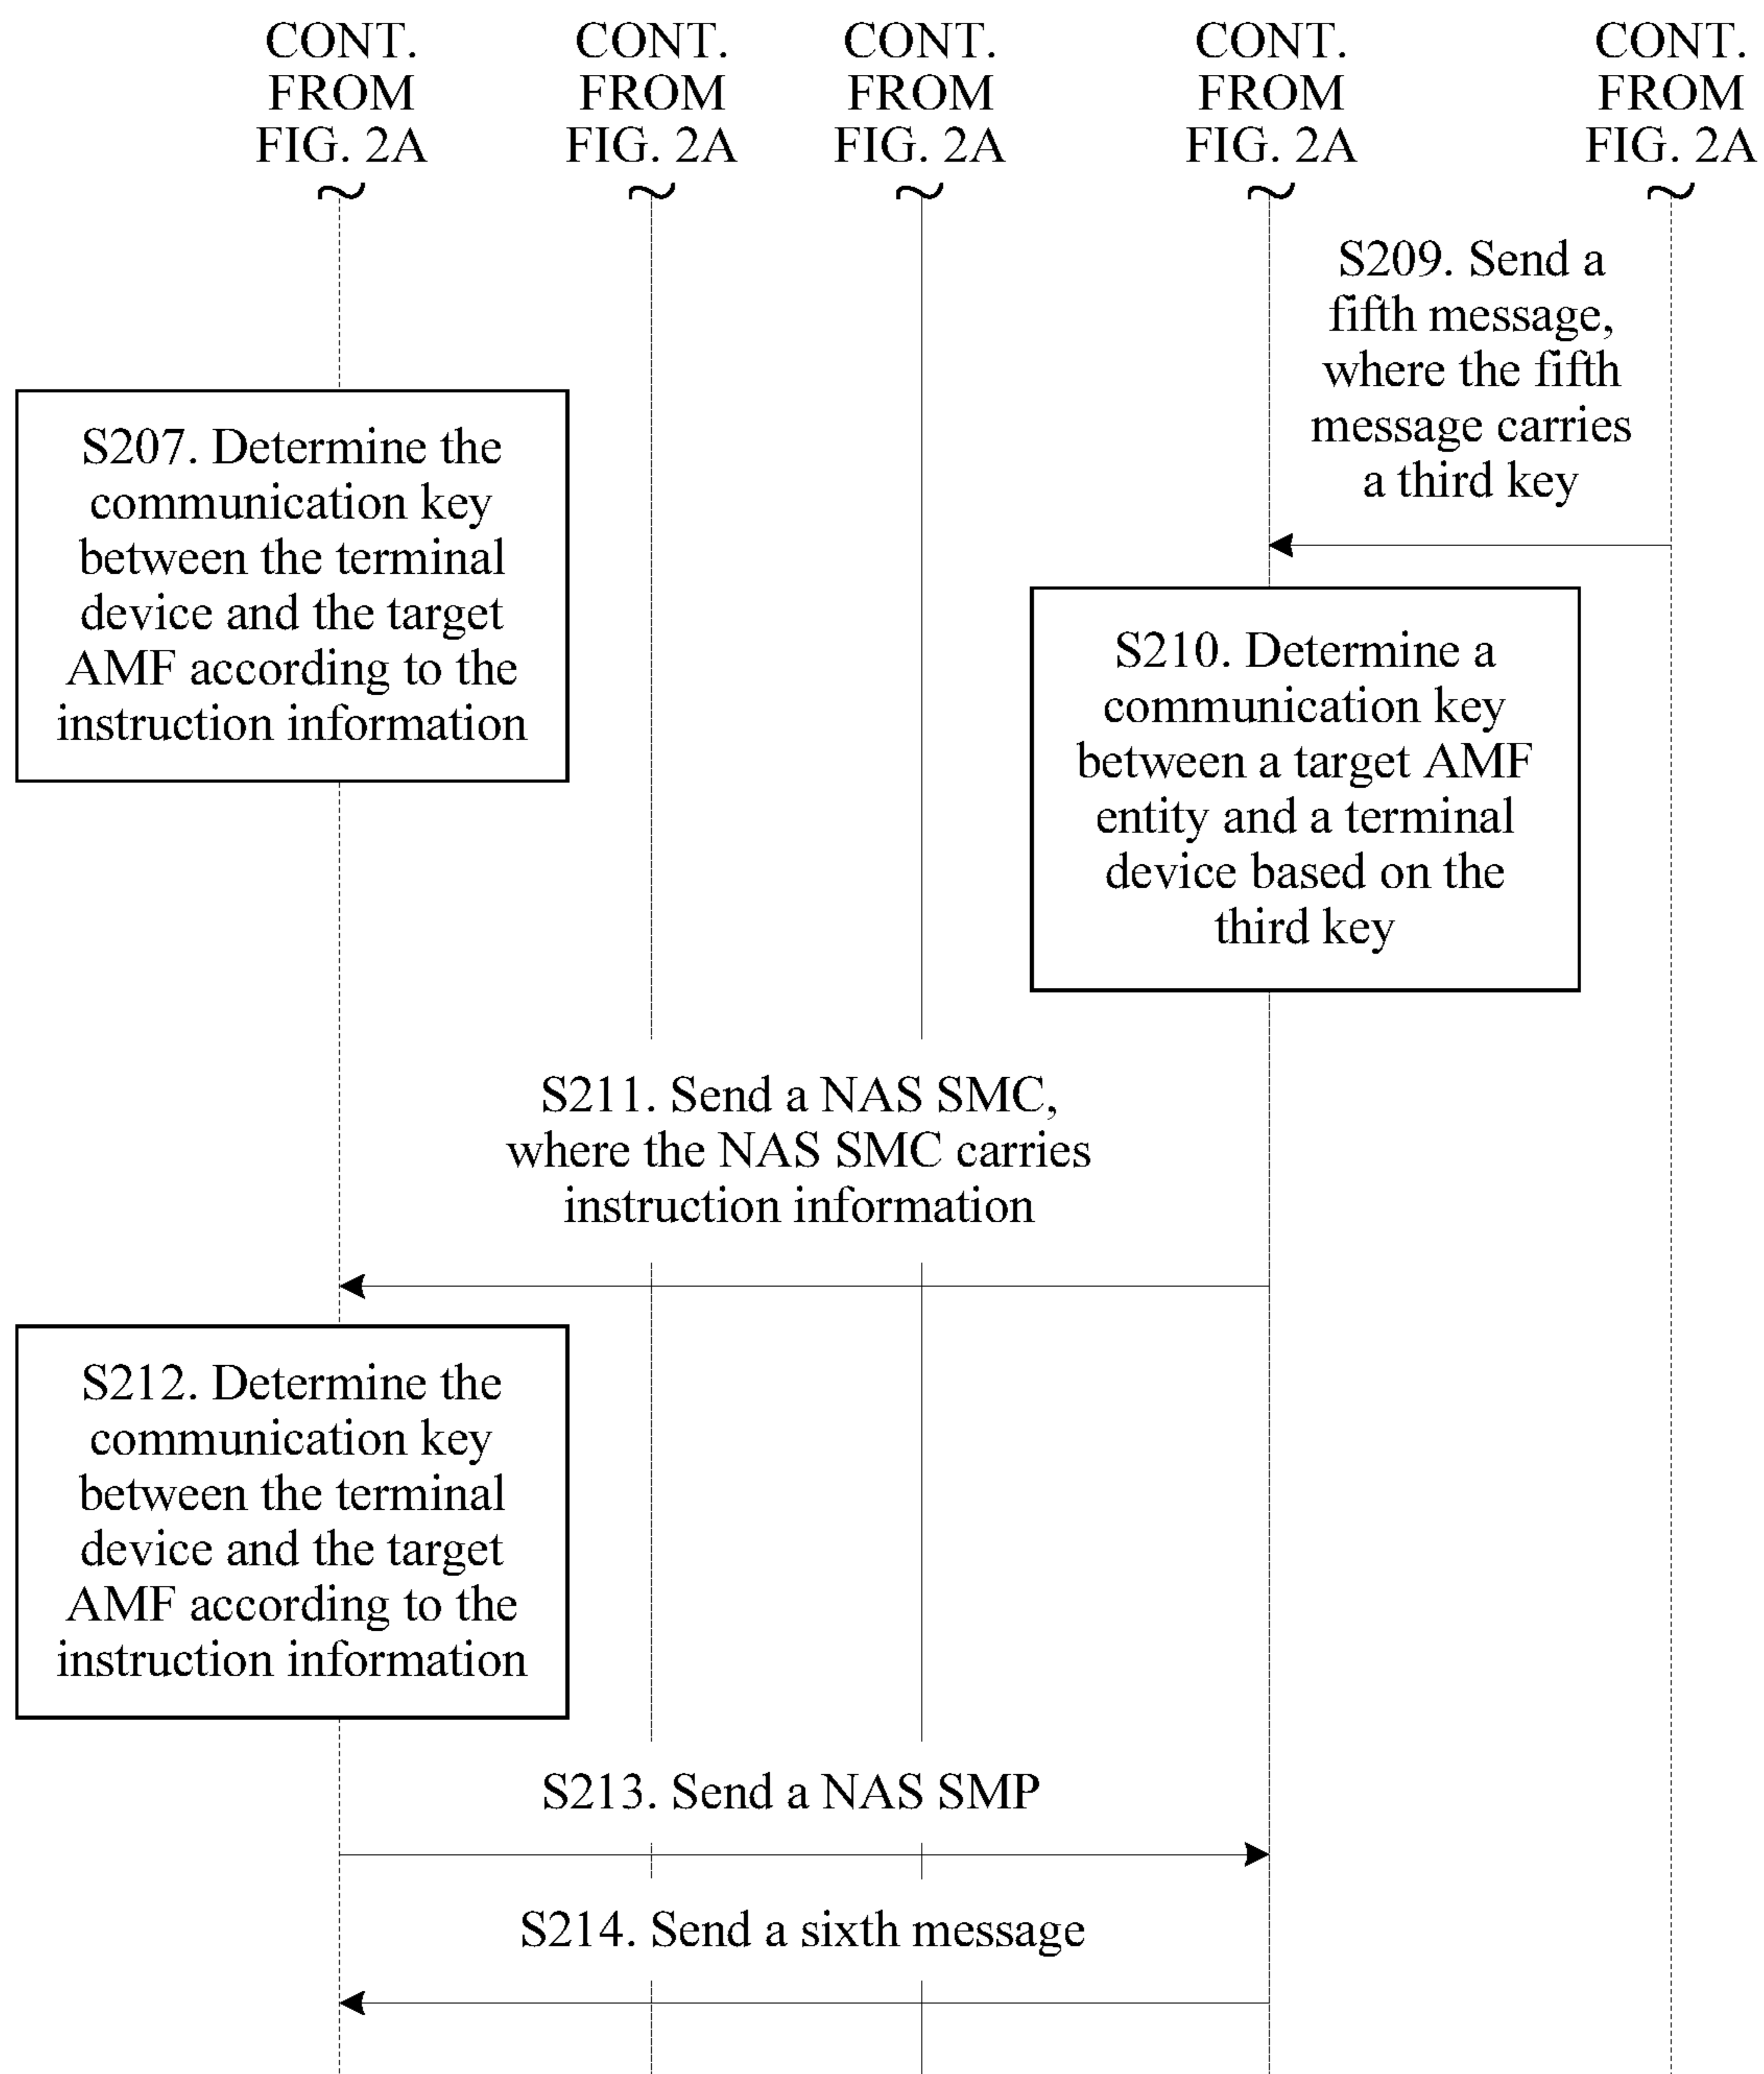 CONT.
FROM
FIG. 2A
CONT.
FROM
FIG. 2A
CONT.
FROM
FIG. 2A
CONT.
FROM
FIG. 2A
CONT.
FROM
FIG. 2A
S209. Send a
fifth message,
where the fifth
message carries
a third key
S207. Determine the
communication key
between the terminal
device and the target
AMF according to the
instruction information
S210. Determine a
communication key
between a target AMF
entity and a terminal
device based on the
third key
S211. Send a NAS SMC,
where the NAS SMC carries
instruction information
S212. Determine the
communication key
between the terminal
device and the target
AMF according to the
instruction information
S213. Send a NAS SMP
S214. Send a sixth message